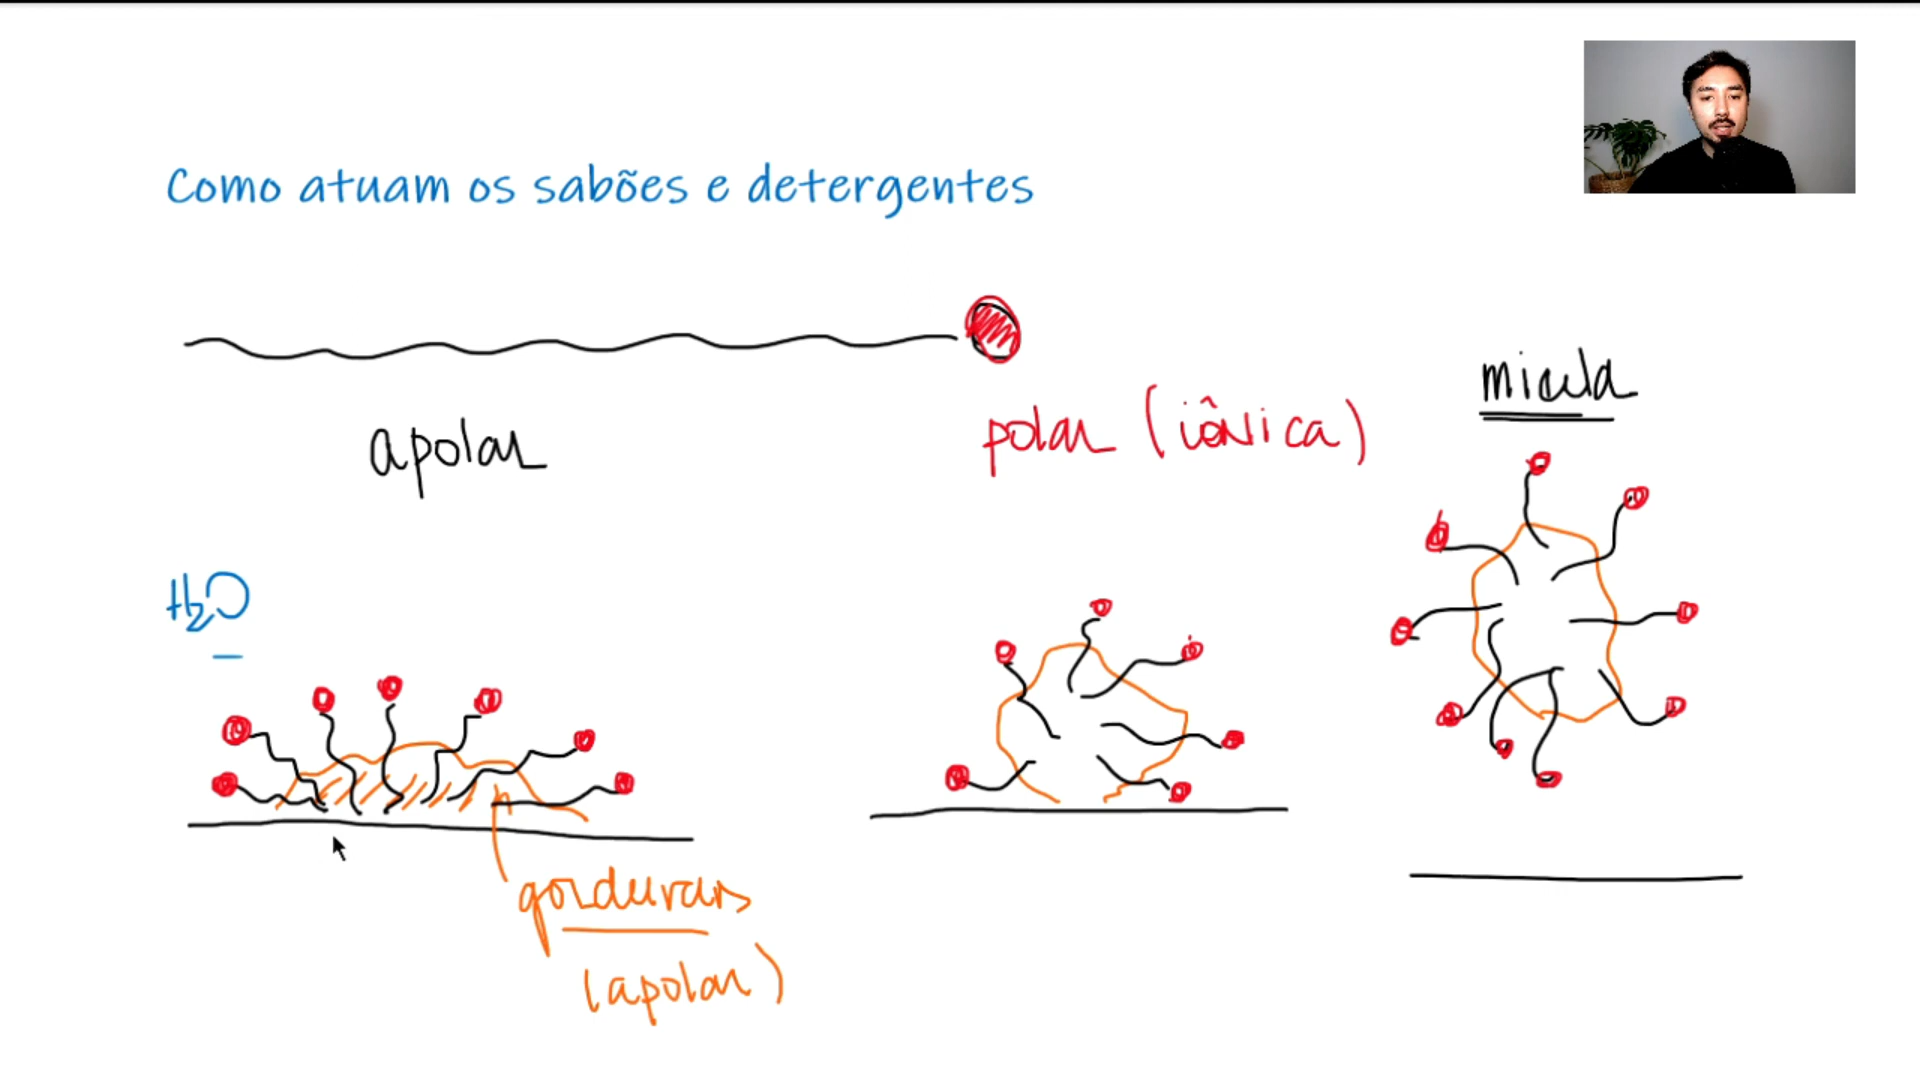 Como atuam os sabões e detergentes
apolar
polar (iônica)
micela
H₂O
gorduras
(apolar)